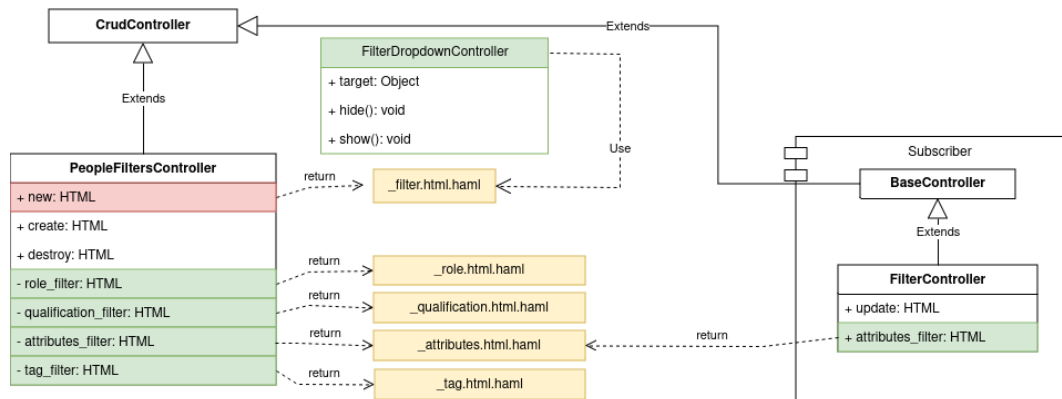 CrudController
Extends
Extends
FilterDropdownController
+ target: Object
+ hide(): void
+ show(): void
Use
PeopleFiltersController
+ new: HTML
+ create: HTML
+ destroy: HTML
- role_filter: HTML
- qualification_filter: HTML
- attributes_filter: HTML
- tag_filter: HTML
return
_filter.html.haml
return
_role.html.haml
return
_qualification.html.haml
return
_attributes.html.haml
return
_tag.html.haml
return
Subscriber
BaseController
Extends
FilterController
+ update: HTML
+ attributes_filter: HTML